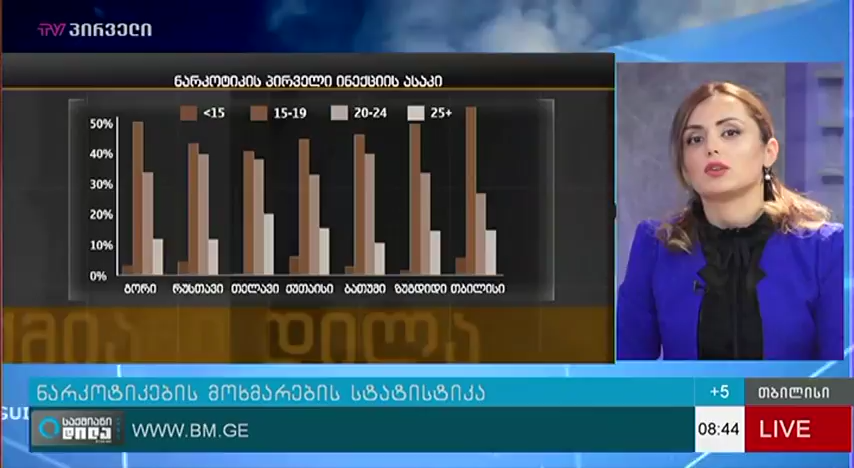 TV პირველი
ნარკოტიკის პირველი ინექციის ასაკი
<15 15-19 20-24 25+
50%
40%
30%
20%
10%
0%
გორი რუსთავი თელავი ქუთაისი ბათუმი ზუგდიდი თბილისი
დილა
ნარკოტიკების მოხმარების სტატისტიკა +5 თბილისი
საქმიანი
დილა
WWW.BM.GE 08:44 LIVE